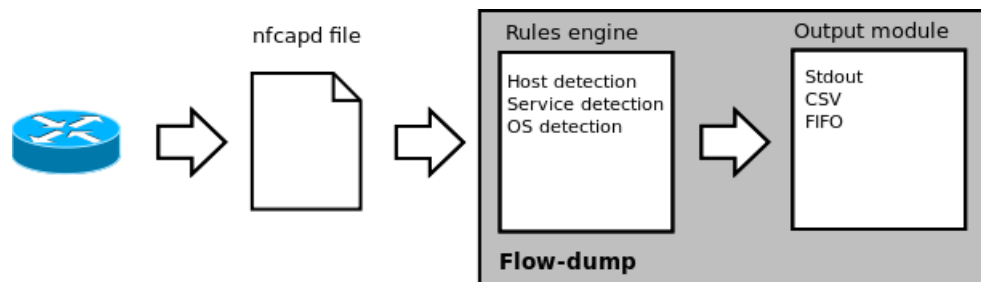 nfcapd file
Rules engine
Host detection
Service detection
OS detection
Output module
Stdout
CSV
FIFO
Flow-dump